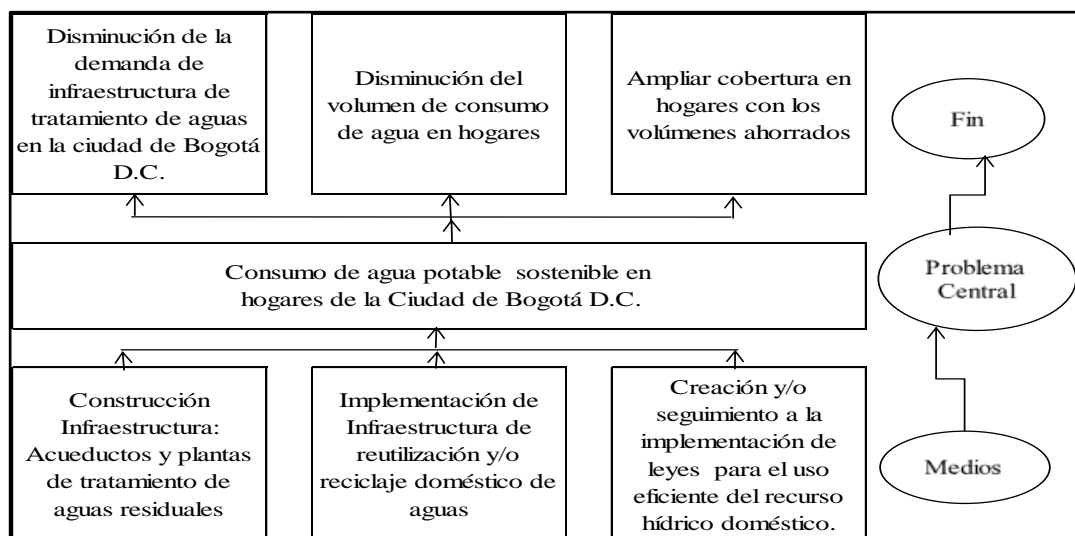 Disminución de la
demanda de
infraestructura de
tratamiento de aguas
en la ciudad de Bogotá
D.C.
Disminución del
volumen de consumo
de agua en hogares
Ampliar cobertura en
hogares con los
volúmenes ahorrados
Fin
Consumo de agua potable sostenible en
hogares de la Ciudad de Bogotá D.C.
Problema
Central
Construcción
Infraestructura:
Acueductos y plantas
de tratamiento de
aguas residuales
Implementación de
Infraestructura de
reutilización y/o
reciclaje doméstico de
aguas
Creación y/o
seguimiento a la
implementación de
leyes para el uso
eficiente del recurso
hídrico doméstico.
Medios